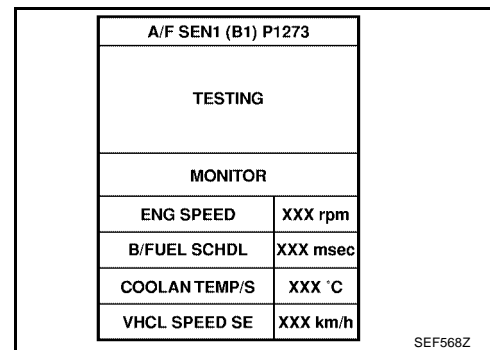 A/F SEN1 (B1) P1273
TESTING
MONITOR
ENG SPEED XXX rpm
B/FUEL SCHDL XXX msec
COOLAN TEMP/S XXX °C
VHCL SPEED SE XXX km/h
SEF568Z